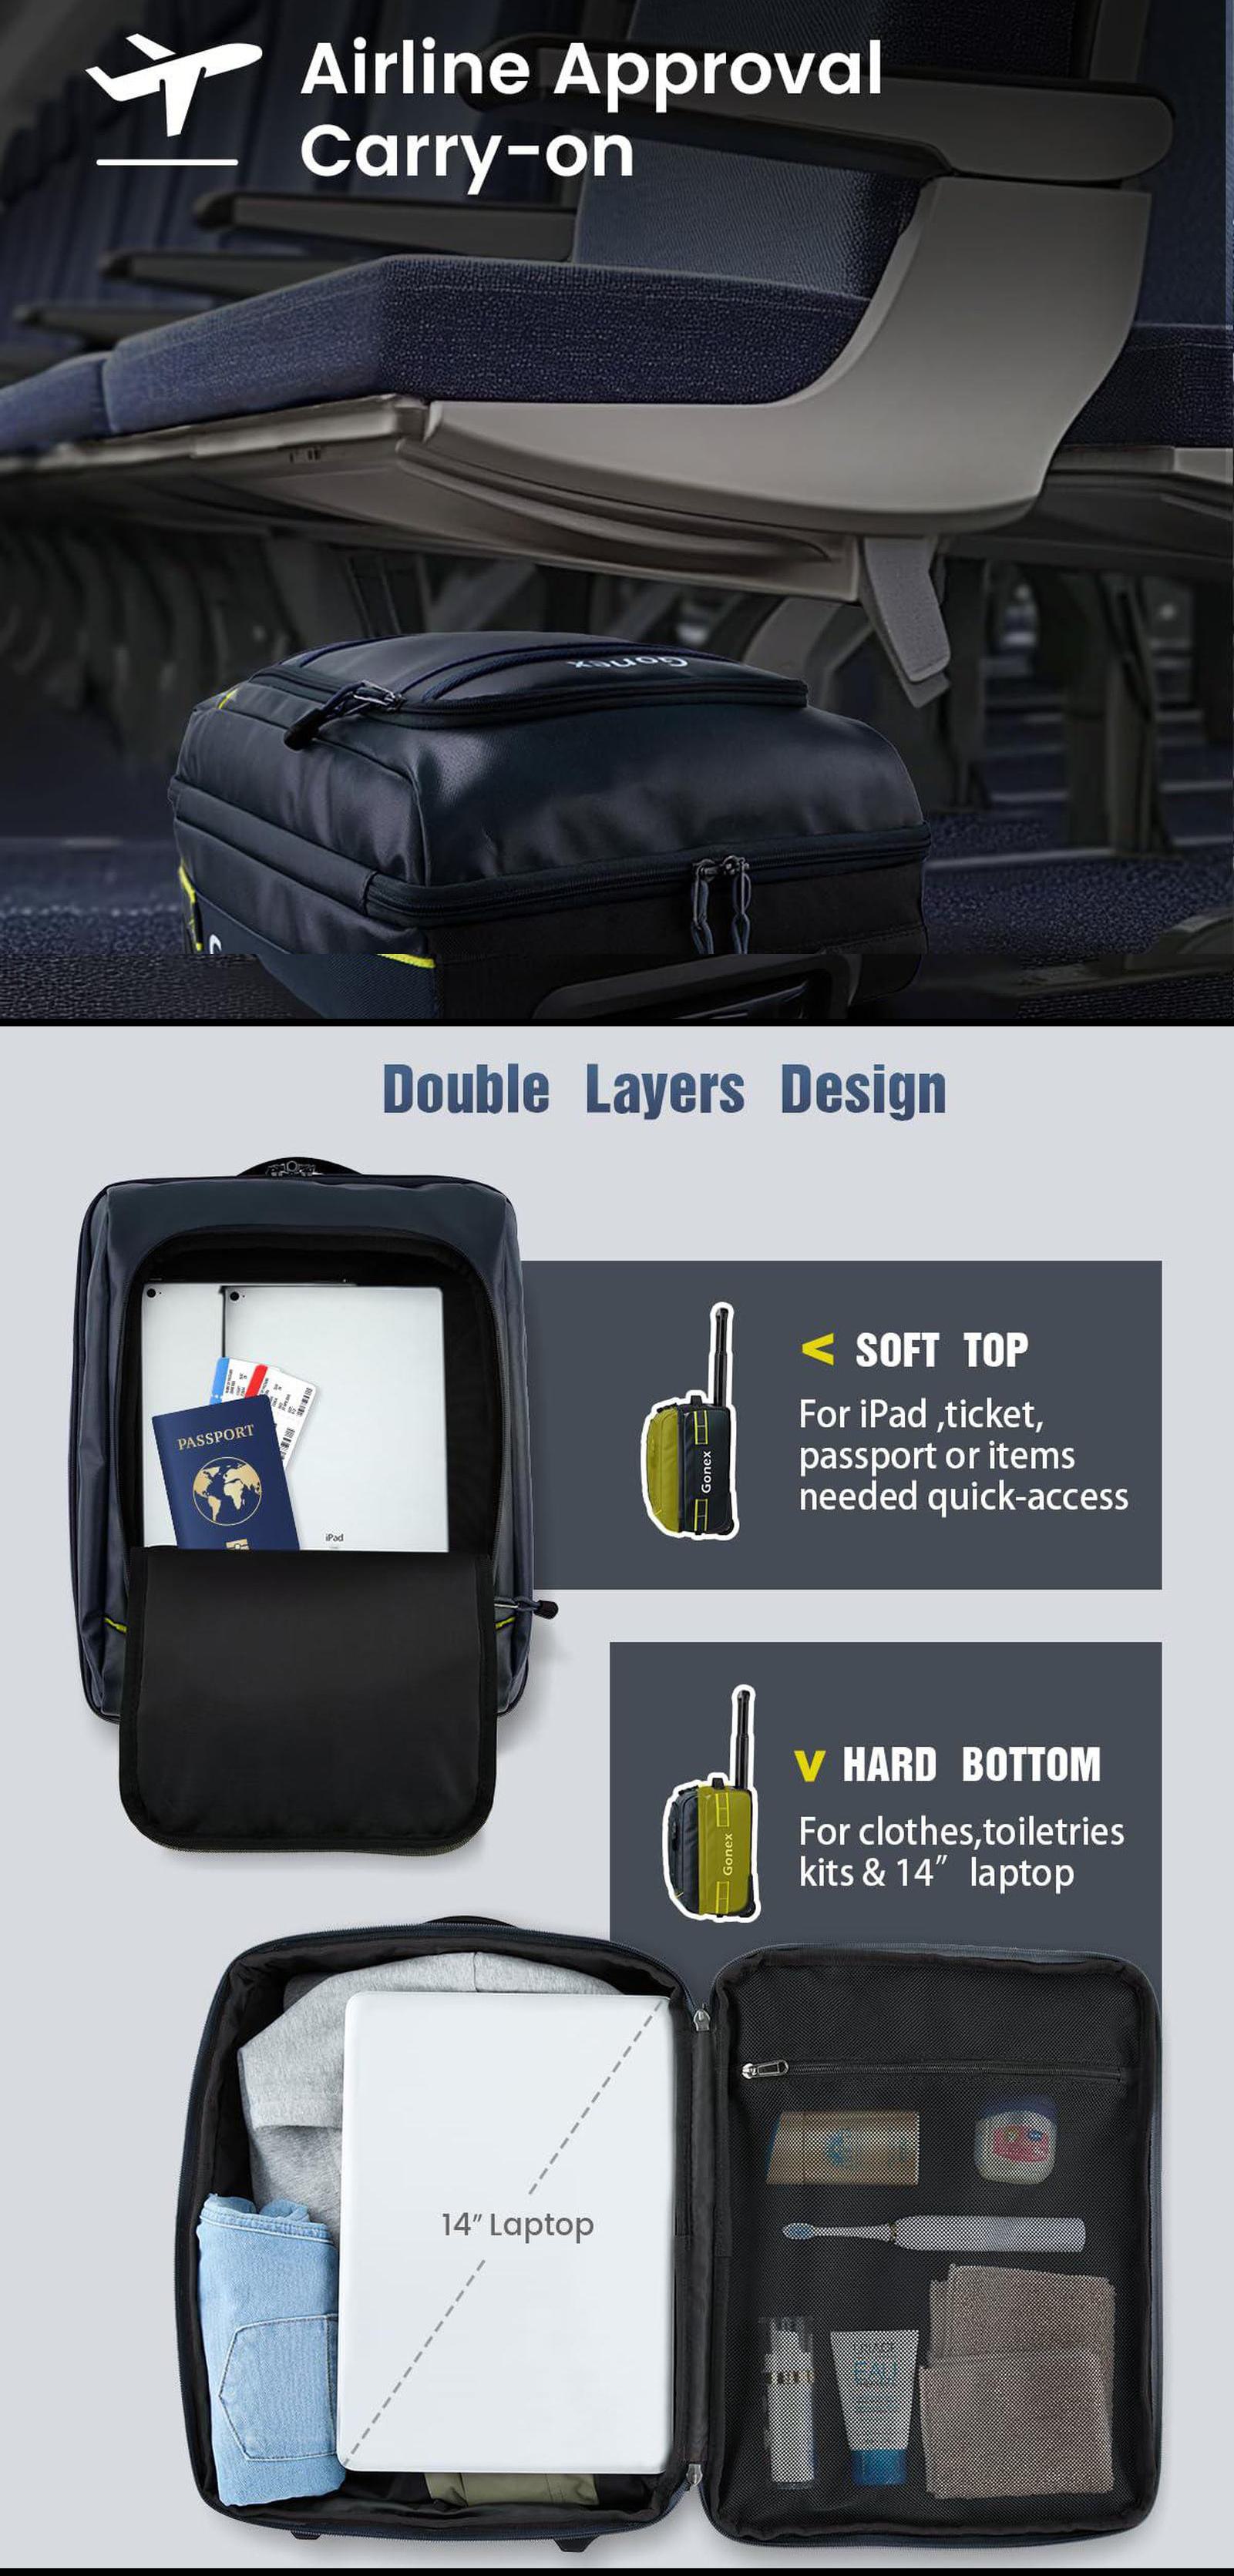 Airline Approval
Carry-on
Gonex
Double Layers Design
PASSPORT
iPad
< SOFT TOP
For iPad ,ticket,
passport or items
needed quick-access
Gonex
V HARD BOTTOM
For clothes,toiletries
kits & 14" laptop
Gonex
14" Laptop
EAU